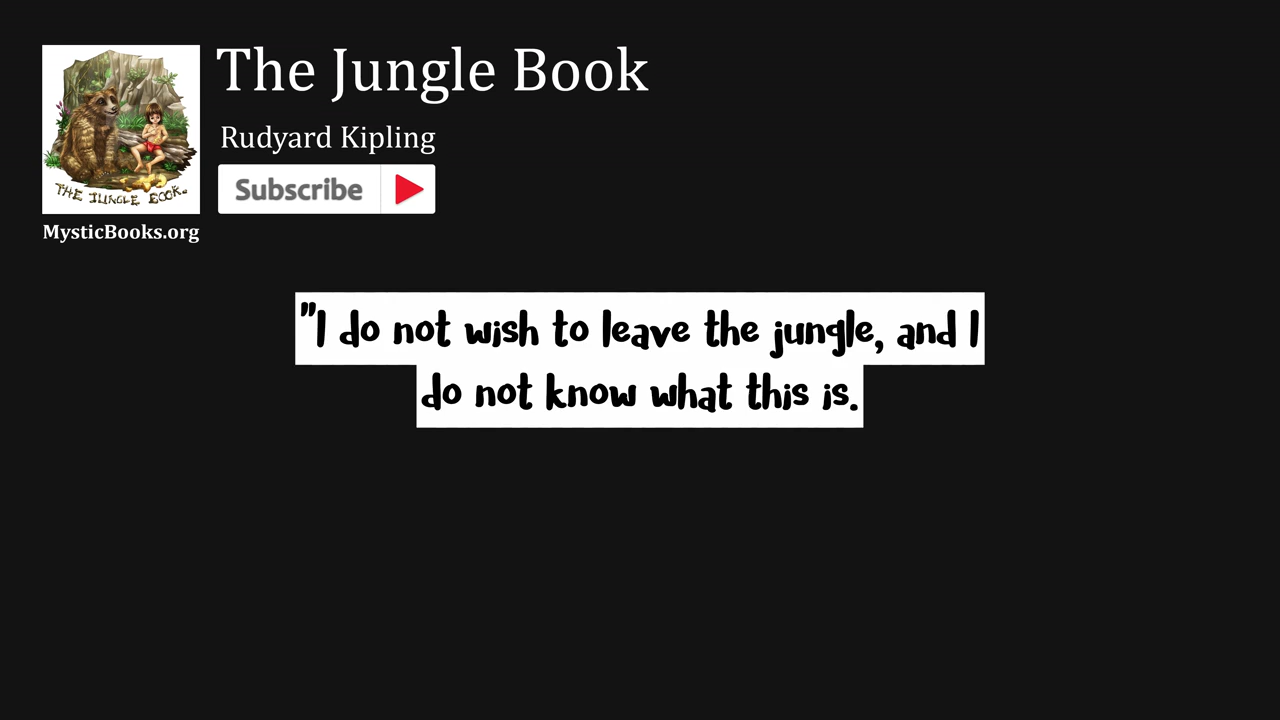 The Jungle Book
Rudyard Kipling
Subscribe
THE JUNGLE BOOK.
MysticBooks.org
"I do not wish to leave the jungle, and I
do not know what this is.